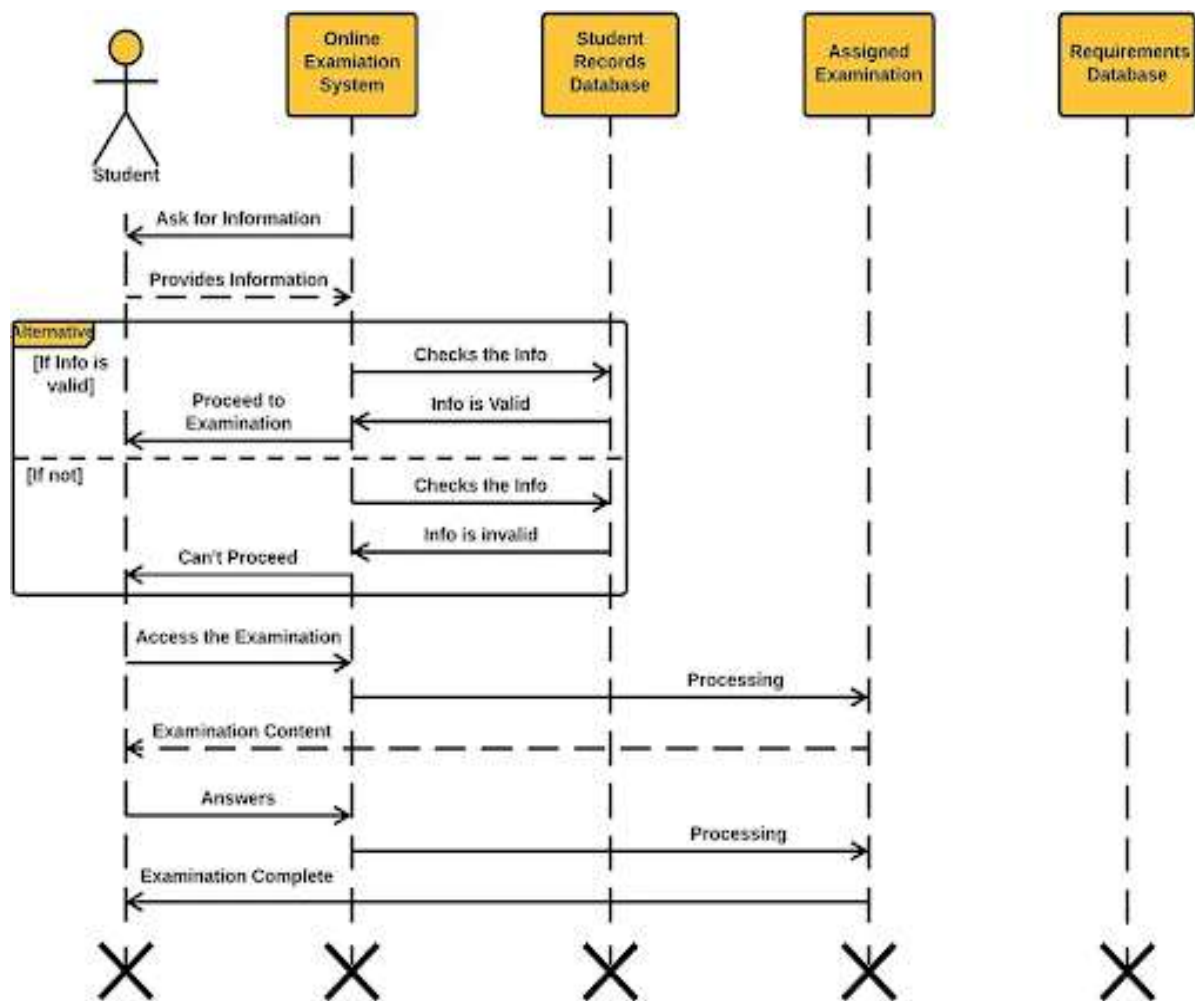 Online
Examiation
System
Student
Records
Database
Assigned
Examination
Requirements
Database
Student
Ask for Information
Provides Information
Alternative
[If Info is
valid]
Checks the Info
Proceed to
Examination
Info is Valid
[If not]
Checks the Info
Info is invalid
Can't Proceed
Access the Examination
Processing
Examination Content
Answers
Processing
Examination Complete